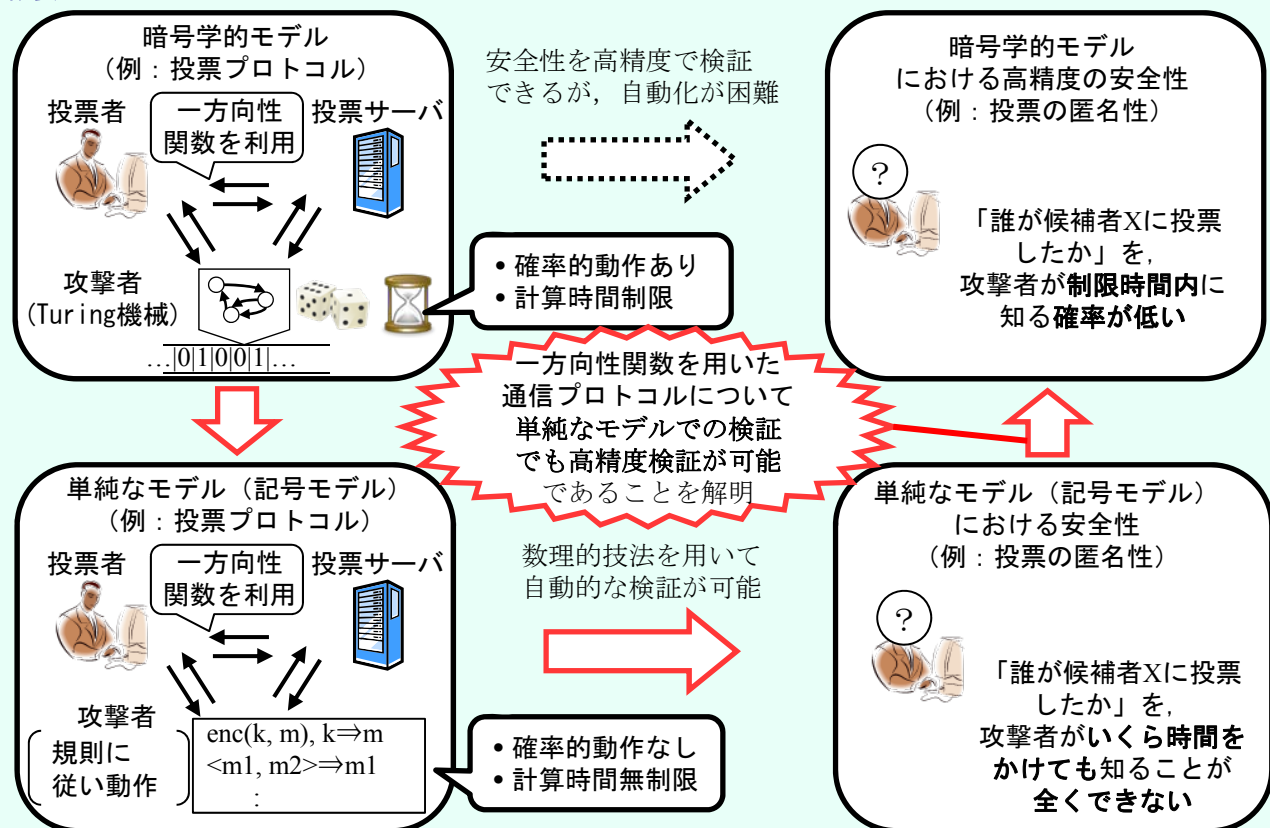 暗号学的モデル
（例：投票プロトコル）
投票者
一方向性
関数を利用
投票サーバ
攻撃者
(Turing機械)
…|0|1|0|0|1|…
• 確率的動作あり
• 計算時間制限
安全性を高精度で検証
できるが，自動化が困難
暗号学的モデル
における高精度の安全性
（例：投票の匿名性）
？
「誰が候補者Xに投票
したか」を,
攻撃者が制限時間内に
知る確率が低い
一方向性関数を用いた
通信プロトコルについて
単純なモデルでの検証
でも高精度検証が可能
であることを解明
単純なモデル（記号モデル）
（例：投票プロトコル）
投票者
一方向性
関数を利用
投票サーバ
攻撃者
規則に
従い動作
enc(k, m), k⇒m
<m1, m2>⇒m1
:
• 確率的動作なし
• 計算時間無制限
数理的技法を用いて
自動的な検証が可能
単純なモデル（記号モデル）
における安全性
（例：投票の匿名性）
？
「誰が候補者Xに投票
したか」を,
攻撃者がいくら時間を
かけても知ることが
全くできない